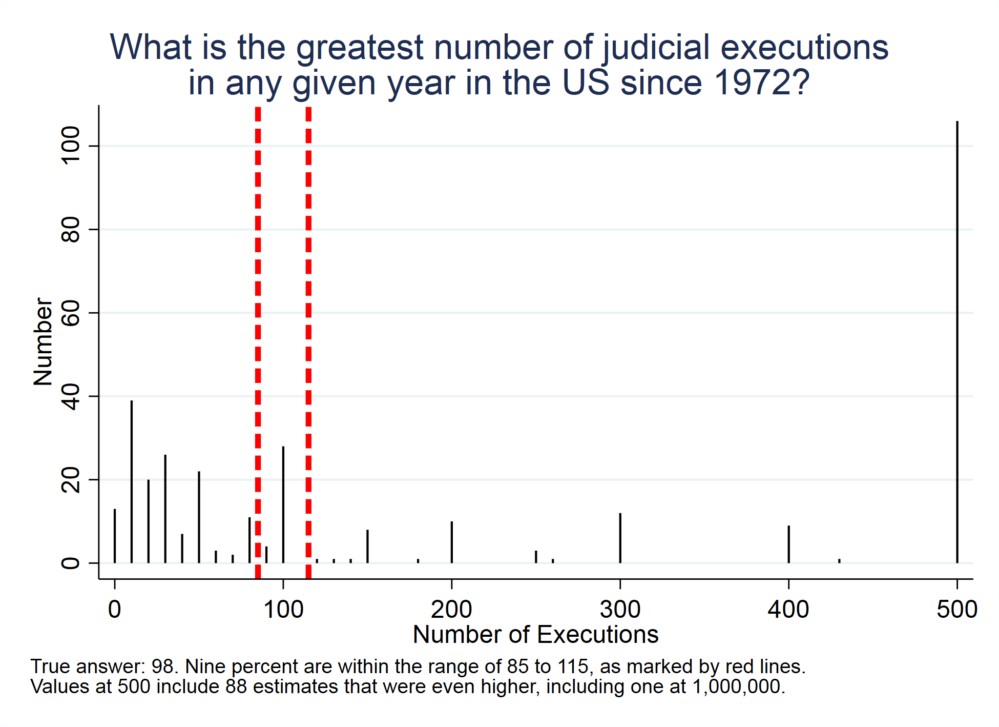 What is the greatest number of judicial executions
in any given year in the US since 1972?
Number
100
80
60
40
20
0
0 100 200 300 400 500
Number of Executions
True answer: 98. Nine percent are within the range of 85 to 115, as marked by red lines.
Values at 500 include 88 estimates that were even higher, including one at 1,000,000.